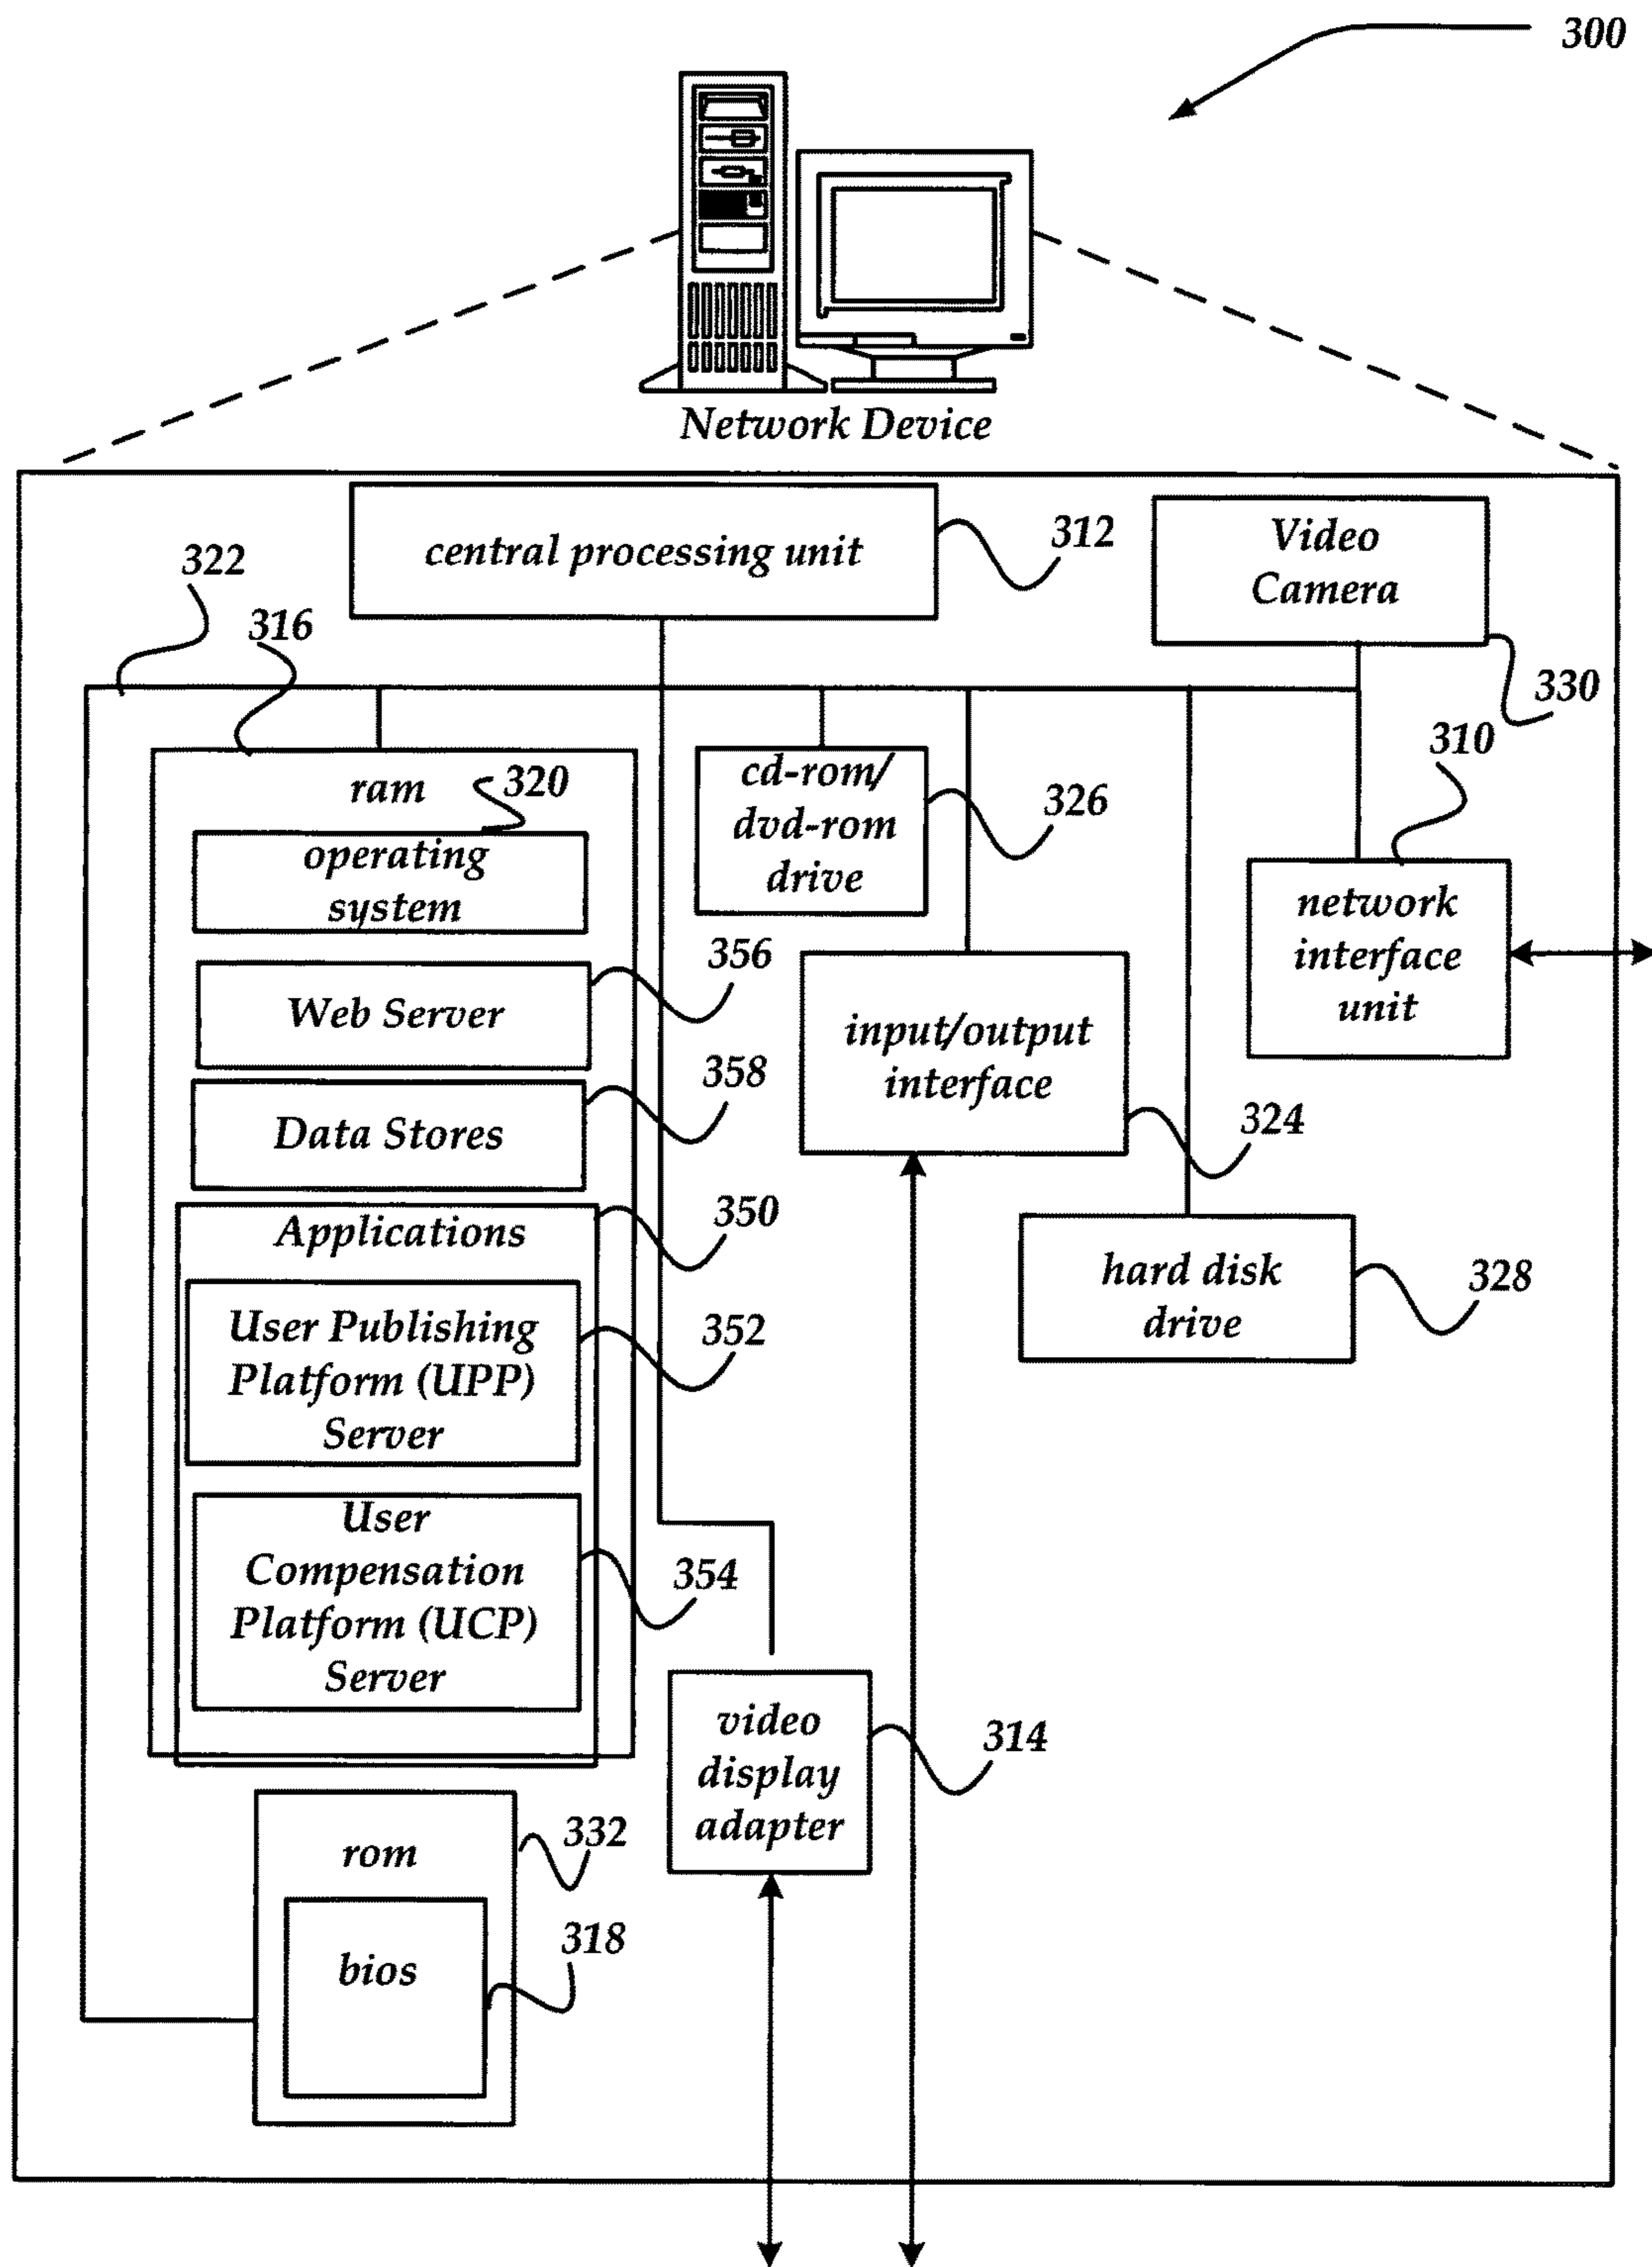 300
Network Device
central processing unit
312
Video
Camera
330
322
316
ram
320
operating
system
356
Web Server
358
Data Stores
350
Applications
352
User Publishing
Platform (UPP)
Server
354
User
Compensation
Platform (UCP)
Server
cd-rom/
dvd-rom
drive
326
310
network
interface
unit
input/output
interface
324
hard disk
drive
328
video
display
adapter
314
rom
332
bios
318